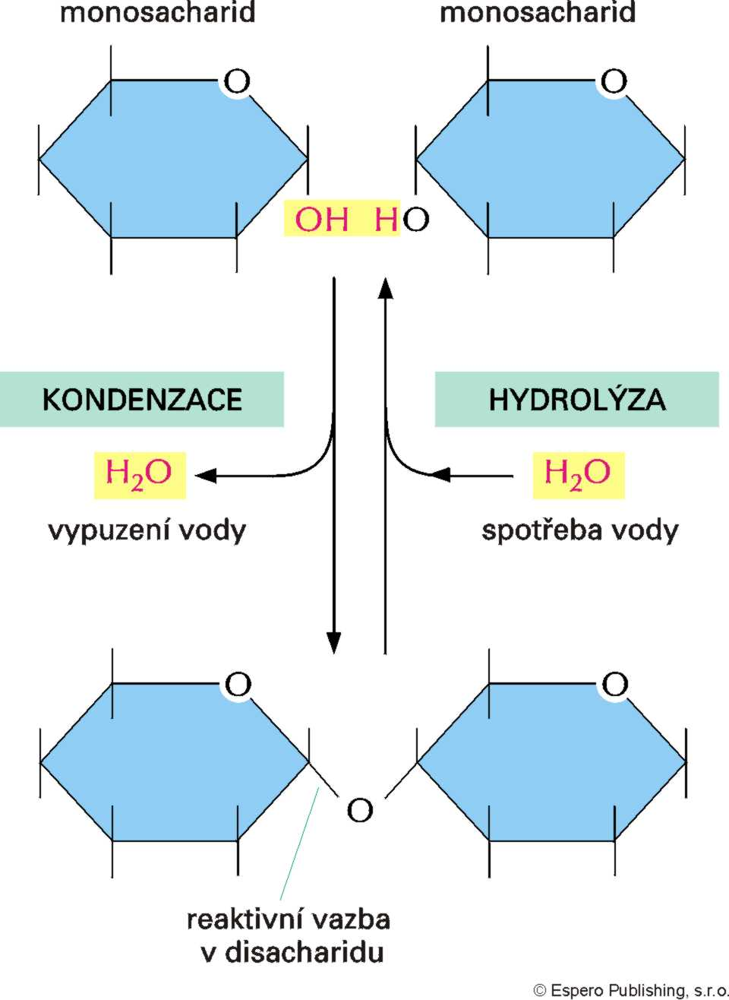 monosacharid monosacharid
O O
OH HO
KONDENZACE HYDROLÝZA
H₂O H₂O
vypuzení vody spotřeba vody
O O
O
reaktivní vazba
v disacharidu
© Espero Publishing, s.r.o.